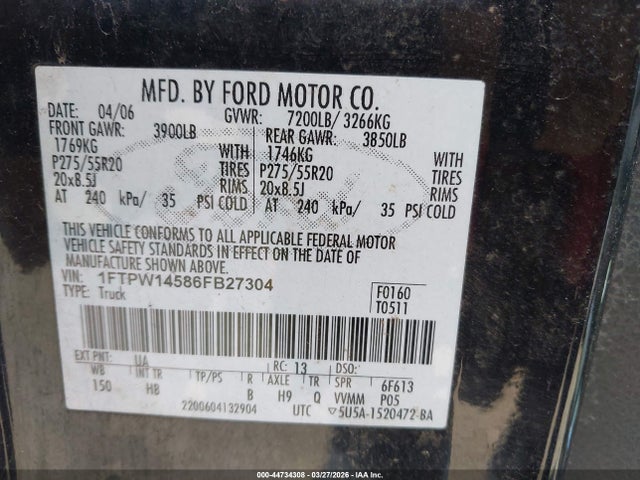 MFD. BY FORD MOTOR CO.
DATE: 04/06 GVWR: 7200LB/ 3266KG
FRONT GAWR: 3900LB REAR GAWR: 3850LB
1769KG WITH 1746KG WITH
P275/55R20 TIRES P275/55R20 TIRES
20x8.5J RIMS 20x8.5J RIMS
AT 240 kPa/ 35 PSI COLD AT 240 kPa/ 35 PSI COLD
THIS VEHICLE CONFORMS TO ALL APPLICABLE FEDERAL MOTOR
VEHICLE SAFETY STANDARDS IN EFFECT ON THE DATE OF
MANUFACTURE SHOWN ABOVE.
VIN: 1FTPW14586FB27304
TYPE: Truck
F0160
T0511
EXT PNT: UA RC: 13 DSO:
WB INT TR TP/PS R AXLE TR SPR 6F613
150 HB B H9 Q VVMM P05
2200604132904 UTC ▽5U5A-1520472-BA
000-44734308 - 03/27/2026 - IAA Inc.